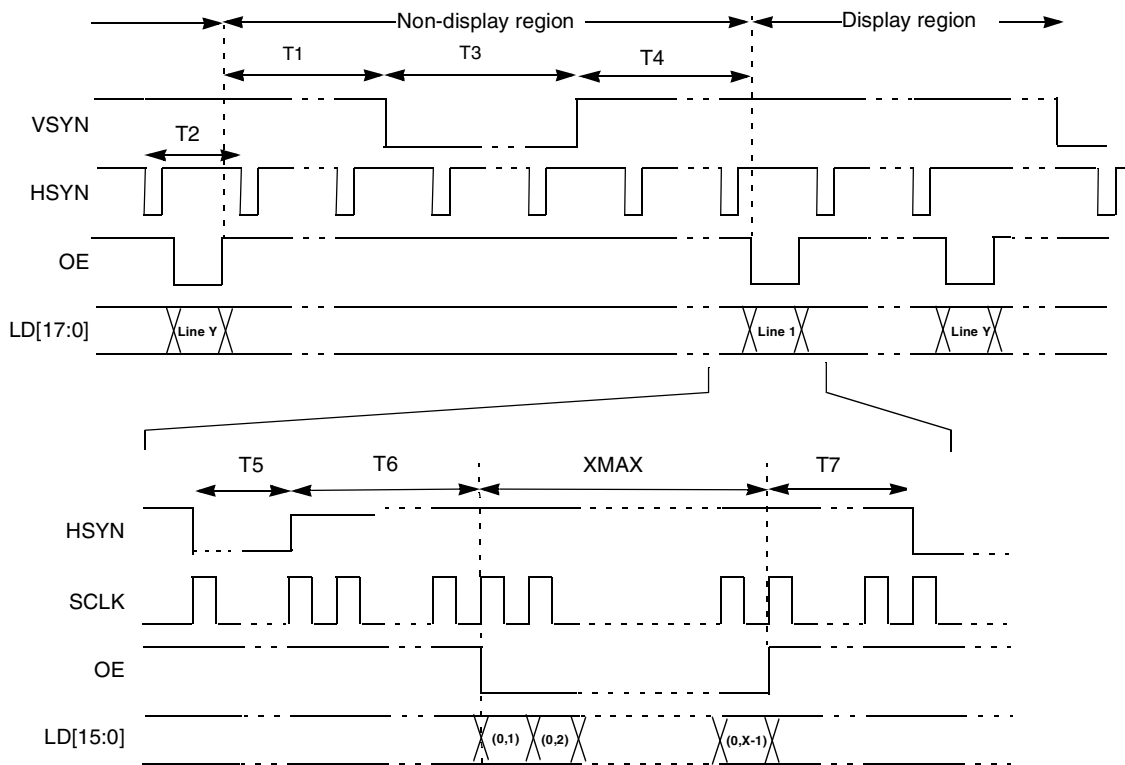 Non-display region
Display region
T1
T3
T4
VSYN
T2
HSYN
OE
LD[17:0]
Line Y
Line 1
Line Y
T5
T6
XMAX
T7
HSYN
SCLK
OE
LD[15:0]
(0,1)
(0,2)
(0,X-1)